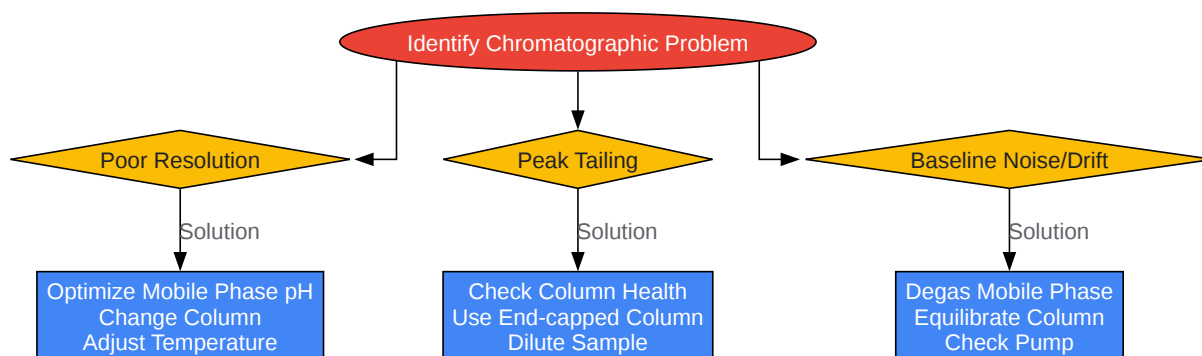 Identify Chromatographic Problem
Poor Resolution
Peak Tailing
Baseline Noise/Drift
Solution
Solution
Solution
Optimize Mobile Phase pH
Change Column
Adjust Temperature
Check Column Health
Use End-capped Column
Dilute Sample
Degas Mobile Phase
Equilibrate Column
Check Pump